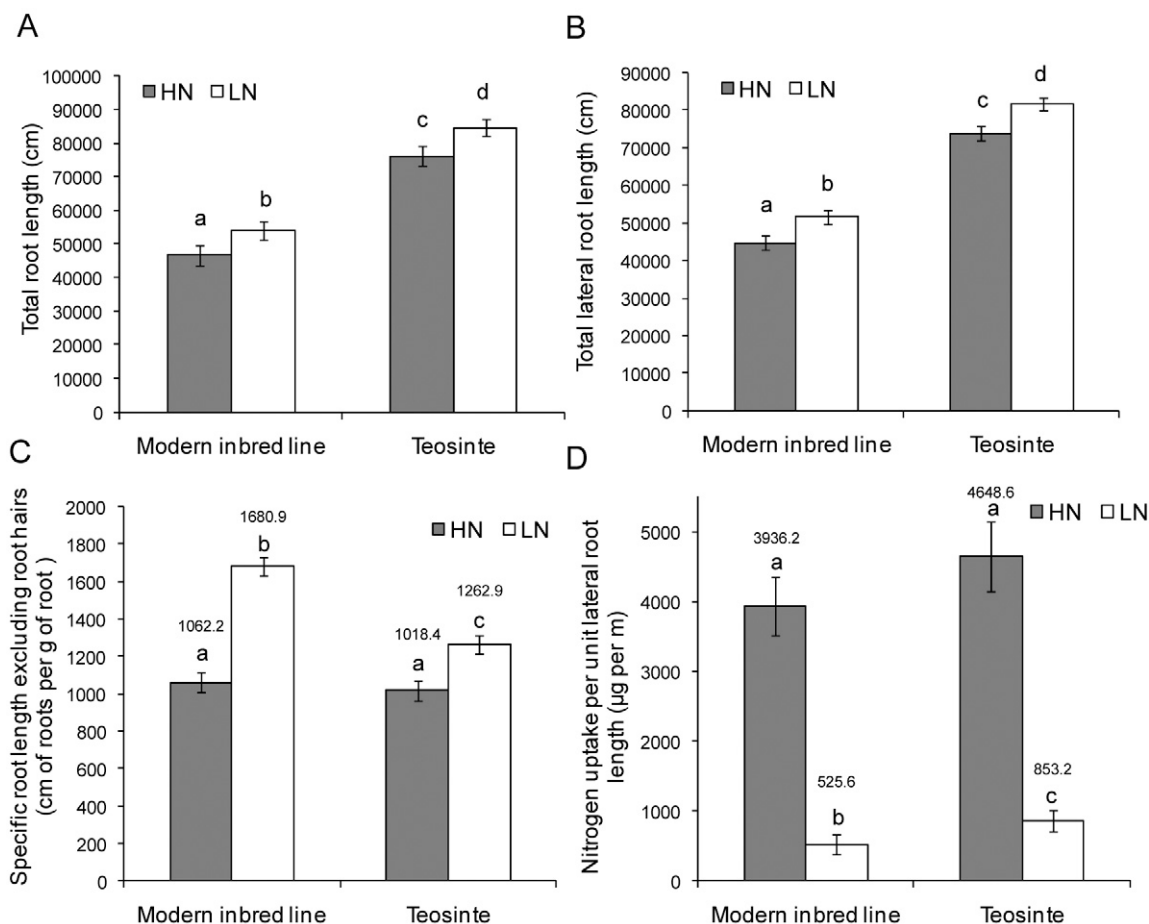 A
Total root length (cm)
100000
90000
80000
70000
60000
50000
40000
30000
20000
10000
0
HN LN
a
b
c
d
Modern inbred line Teosinte
B
Total lateral root length (cm)
90000
80000
70000
60000
50000
40000
30000
20000
10000
0
HN LN
a
b
c
d
Modern inbred line Teosinte
C
Specific root length excluding root hairs
(cm of roots per g of root )
2000
1800
1600
1400
1200
1000
800
600
400
200
0
HN LN
1062.2
a
1680.9
b
1018.4
a
1262.9
c
Modern inbred line Teosinte
D
Nitrogen uptake per unit lateral root
length (µg per m)
5000
4000
3000
2000
1000
0
HN LN
3936.2
a
525.6
b
4648.6
a
853.2
c
Modern inbred line Teosinte